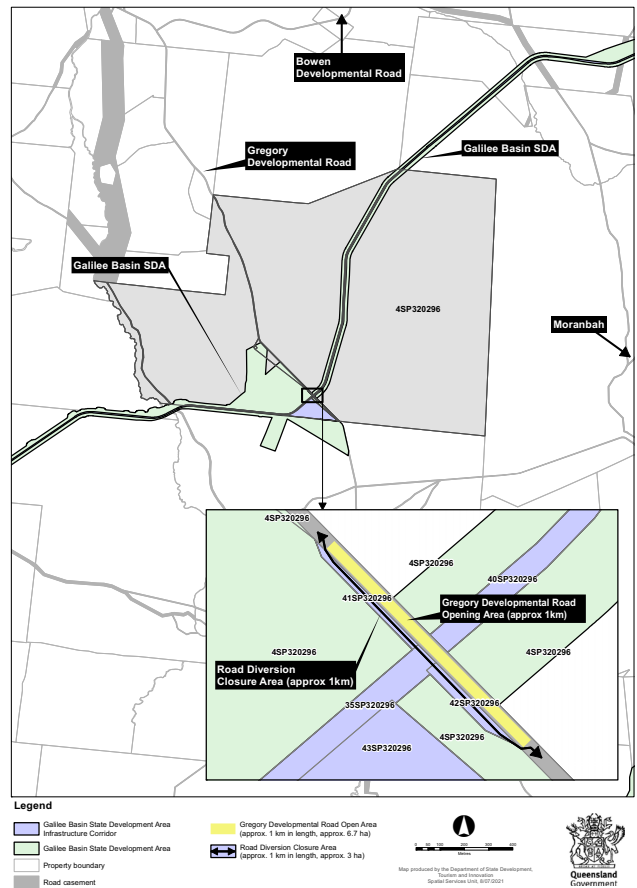 Bowen
Developmental Road
Gregory
Developmental Road
Galilee Basin SDA
Galilee Basin SDA
4SP320296
Moranbah
4SP320296
4SP320296
40SP320296
41SP320296
Gregory Developmental Road
Opening Area (approx 1km)
4SP320296
4SP320296
Road Diversion
Closure Area (approx 1km)
35SP320296
42SP320296
4SP320296
43SP320296
Legend
Galilee Basin State Development Area
Infrastructure Corridor
Galilee Basin State Development Area
Property boundary
Road casement
Gregory Developmental Road Open Area
(approx. 1 km in length, approx. 6.7 ha)
Road Diversion Closure Area
(approx. 1 km in length, approx. 3 ha)
Metres
Map produced by the Department of State Development,
Tourism and Innovation
Spatial Services Unit, 8/07/2021
Queensland
Government